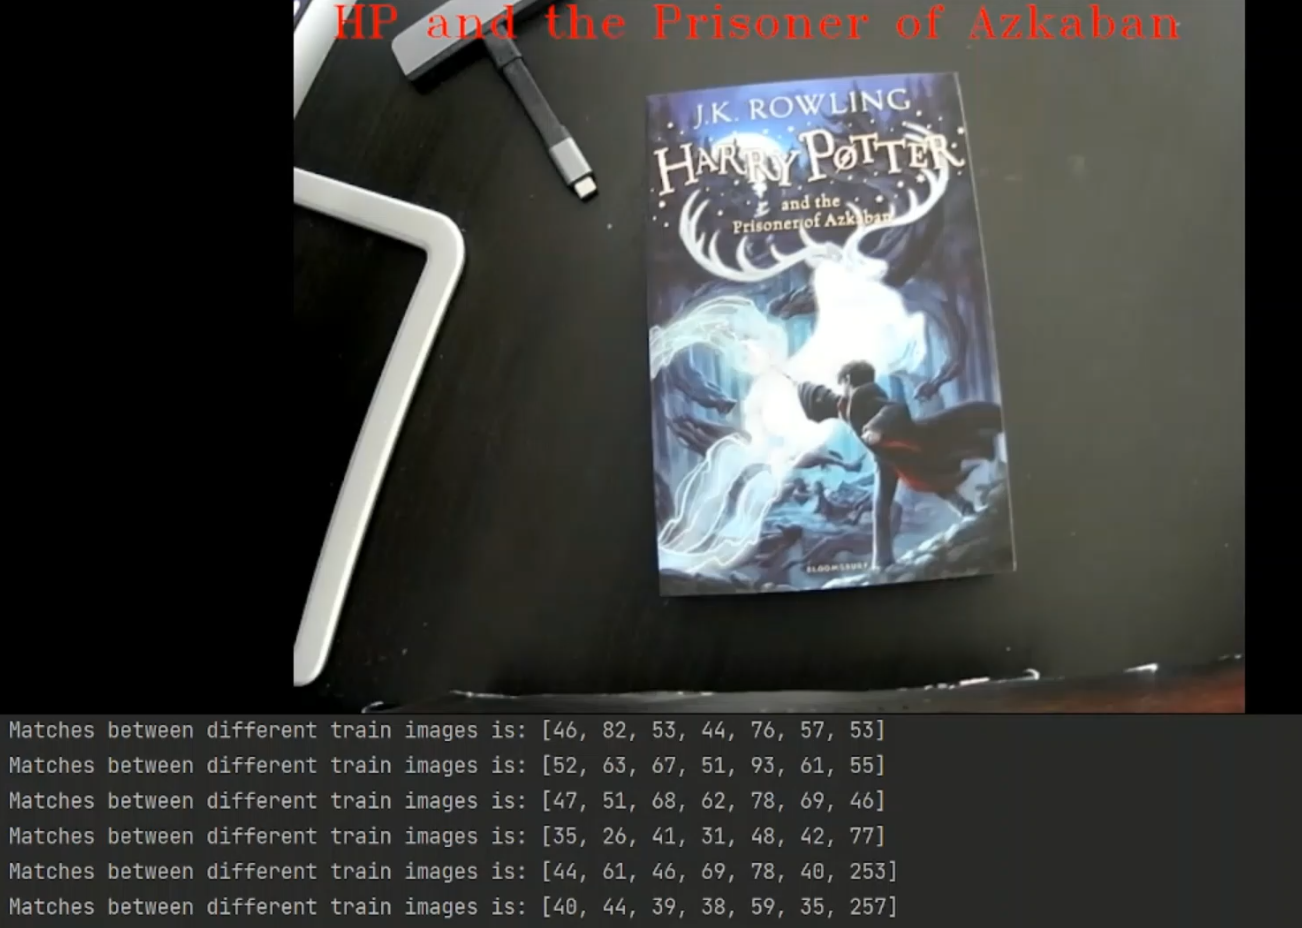 HP and the Prisoner of Azkaban
J.K. ROWLING
HARRY POTTER
and the
Prisoner of Azkaban
BLOOMSBURY
Matches between different train images is: [46, 82, 53, 44, 76, 57, 53]
Matches between different train images is: [52, 63, 67, 51, 93, 61, 55]
Matches between different train images is: [47, 51, 68, 62, 78, 69, 46]
Matches between different train images is: [35, 26, 41, 31, 48, 42, 77]
Matches between different train images is: [44, 61, 46, 69, 78, 40, 253]
Matches between different train images is: [40, 44, 39, 38, 59, 35, 257]